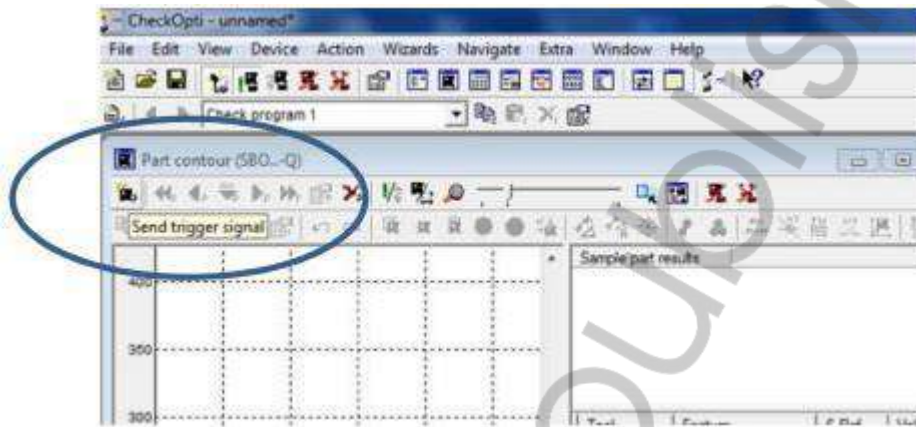 CheckOpti - unnamed*
File Edit View Device Action Wizards Navigate Extra Window Help
Check program 1
Part contour (SBO...-Q)
Send trigger signal
Sample part results
400
350
300
Tool Feature